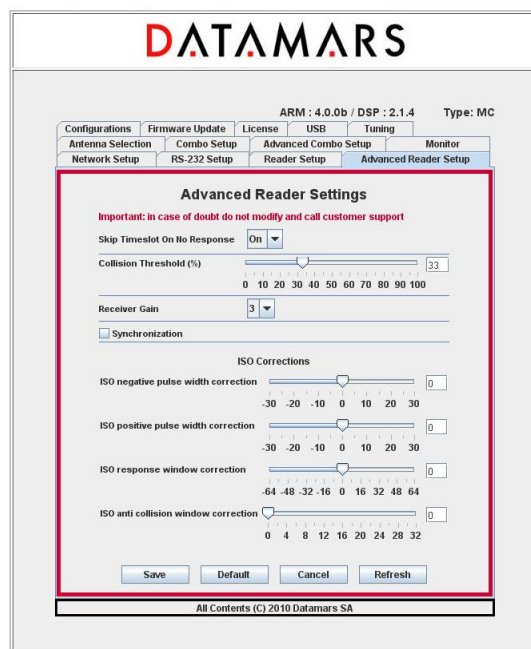 DATAMARS
ARM : 4.0.0b / DSP : 2.1.4 Type: MC
Configurations Firmware Update License USB Tuning
Antenna Selection Combo Setup Advanced Combo Setup Monitor
Network Setup RS-232 Setup Reader Setup Advanced Reader Setup
Advanced Reader Settings
Important: in case of doubt do not modify and call customer support
Skip Timeslot On No Response On
Collision Threshold (%) 33
0 10 20 30 40 50 60 70 80 90 100
Receiver Gain 3
Synchronization
ISO Corrections
ISO negative pulse width correction 0
-30 -20 -10 0 10 20 30
ISO positive pulse width correction 0
-30 -20 -10 0 10 20 30
ISO response window correction 0
-64 -48 -32 -16 0 16 32 48 64
ISO anti collision window correction 0
0 4 8 12 16 20 24 28 32
Save Default Cancel Refresh
All Contents (C) 2010 Datamars SA